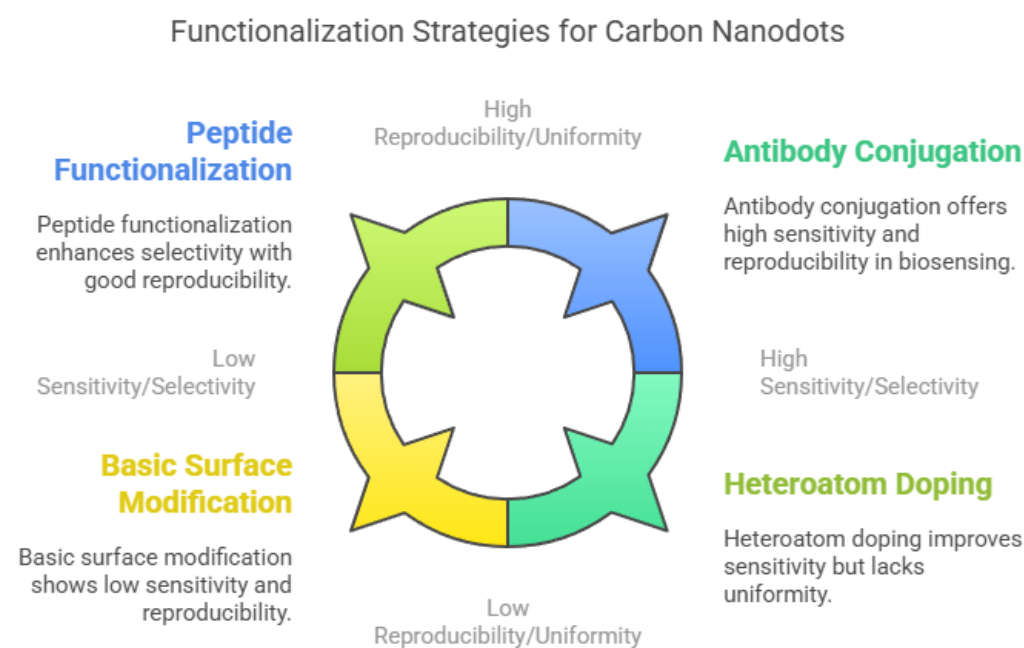 Functionalization Strategies for Carbon Nanodots
High
Reproducibility/Uniformity
Peptide
Functionalization
Peptide functionalization
enhances selectivity with
good reproducibility.
Antibody Conjugation
Antibody conjugation offers
high sensitivity and
reproducibility in biosensing.
Low
Sensitivity/Selectivity
High
Sensitivity/Selectivity
Basic Surface
Modification
Basic surface modification
shows low sensitivity and
reproducibility.
Heteroatom Doping
Heteroatom doping improves
sensitivity but lacks
uniformity.
Low
Reproducibility/Uniformity